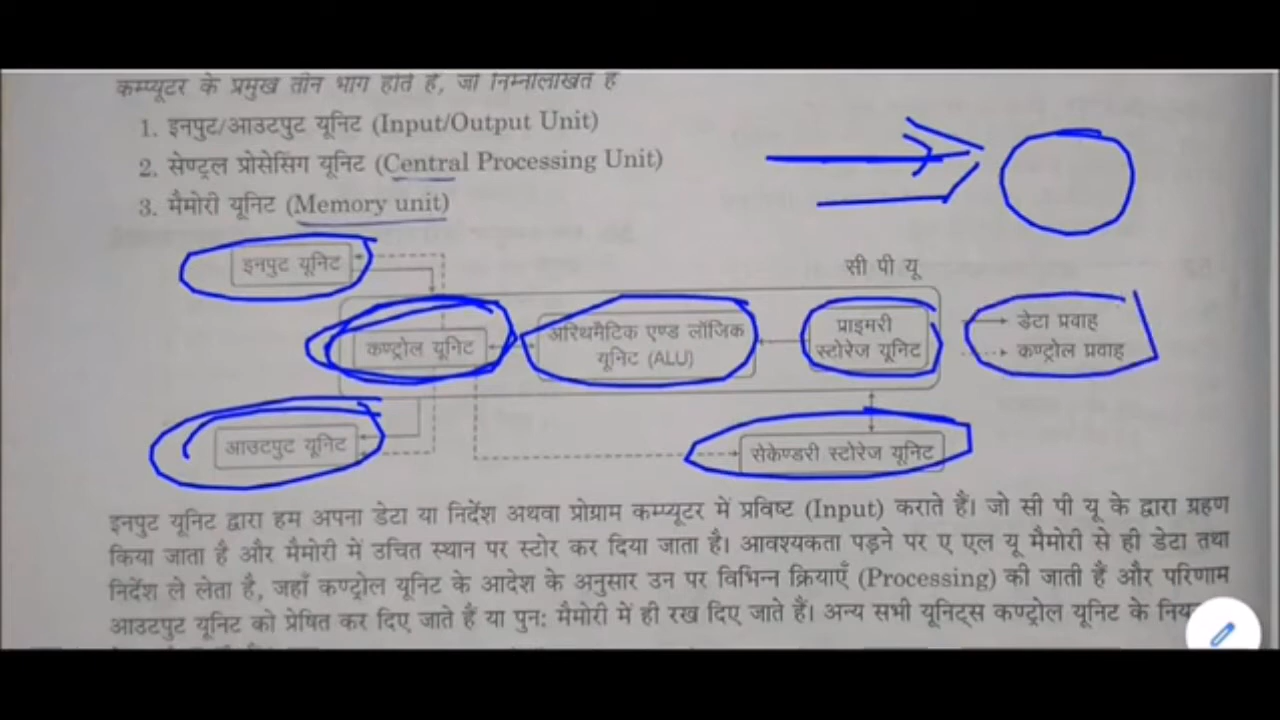 कम्प्यूटर के प्रमुख तीन भाग होते हैं, जो निम्नलिखित हैं
1. इनपुट/आउटपुट यूनिट (Input/Output Unit)
2. सेण्ट्रल प्रोसेसिंग यूनिट (Central Processing Unit)
3. मैमोरी यूनिट (Memory unit)
इनपुट यूनिट
सी पी यू
कण्ट्रोल यूनिट
अरिथमैटिक एण्ड लॉजिक
यूनिट (ALU)
प्राइमरी
स्टोरेज यूनिट
डेटा प्रवाह
कण्ट्रोल प्रवाह
आउटपुट यूनिट
सेकेण्डरी स्टोरेज यूनिट
इनपुट यूनिट द्वारा हम अपना डेटा या निर्देश अथवा प्रोग्राम कम्प्यूटर में प्रविष्ट (Input) कराते हैं। जो सी पी यू के द्वारा ग्रहण
किया जाता है और मैमोरी में उचित स्थान पर स्टोर कर दिया जाता है। आवश्यकता पड़ने पर ए एल यू मैमोरी से ही डेटा तथा
निर्देश ले लेता है, जहाँ कण्ट्रोल यूनिट के आदेश के अनुसार उन पर विभिन्न क्रियाएँ (Processing) की जाती हैं और परिणाम
आउटपुट यूनिट को प्रेषित कर दिए जाते हैं या पुन: मैमोरी में ही रख दिए जाते हैं। अन्य सभी यूनिट्स कण्ट्रोल यूनिट के